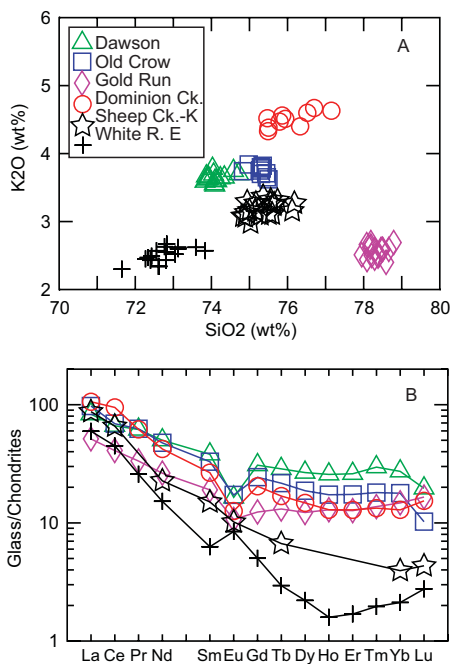 A
Dawson
Old Crow
Gold Run
Dominion Ck.
Sheep Ck.-K
White R. E
K2O (wt%)
6
5
4
3
2
70 72 74 76 78 80
SiO2 (wt%)
B
Glass/Chondrites
100
10
1
La Ce Pr Nd Sm Eu Gd Tb Dy Ho Er Tm Yb Lu